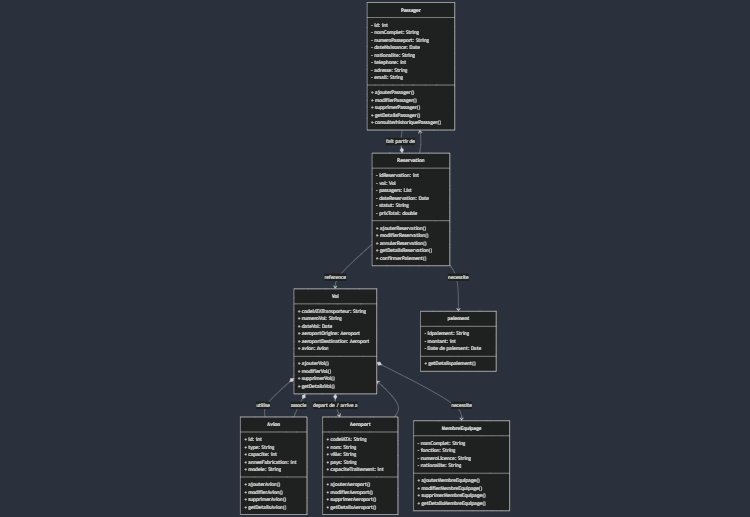 Passager
- id: int
- nomComplet: String
- numeroPasseport: String
- dateNaissance: Date
- nationalite: String
- telephone: int
- adresse: String
- email: String
+ ajouterPassager()
+ modifierPassager()
+ supprimerPassager()
+ getDetailsPassager()
+ consulterhistoriquePassager()
fait partir de
Reservation
- idReservation: int
- vol: Vol
- passagers: List
- dateReservation: Date
- statut: String
- prixTotal: double
+ ajouterReservation()
+ modifierReservation()
+ annulerReservation()
+ getDetailsReservation()
+ confirmerPaiement()
reference
necessite
Vol
+ codeIATATransporteur: String
+ numeroVol: String
+ dateVol: Date
+ aeroportOrigine: Aeroport
+ aeroportDestination: Aeroport
+ avion: Avion
+ ajouterVol()
+ modifierVol()
+ supprimerVol()
+ getDetailsVol()
paiement
- idpaiement: String
- montant: int
- Date de paiement: Date
+ getDetailspaiement()
utilise
associe
depart de / arrive a
necessite
Avion
+ id: int
+ type: String
+ capacite: int
+ anneeFabrication: int
+ modele: String
+ ajouterAvion()
+ modifierAvion()
+ supprimerAvion()
+ getDetailsAvion()
Aeroport
+ codeIATA: String
+ nom: String
+ ville: String
+ pays: String
+ capaciteTraitement: int
+ ajouterAeroport()
+ modifierAeroport()
+ supprimerAeroport()
+ getDetailsAeroport()
MembreEquipage
- nomComplet: String
- fonction: String
- numeroLicence: String
- nationalite: String
+ ajouterMembreEquipage()
+ modifierMembreEquipage()
+ supprimerMembreEquipage()
+ getDetailsMembreEquipage()